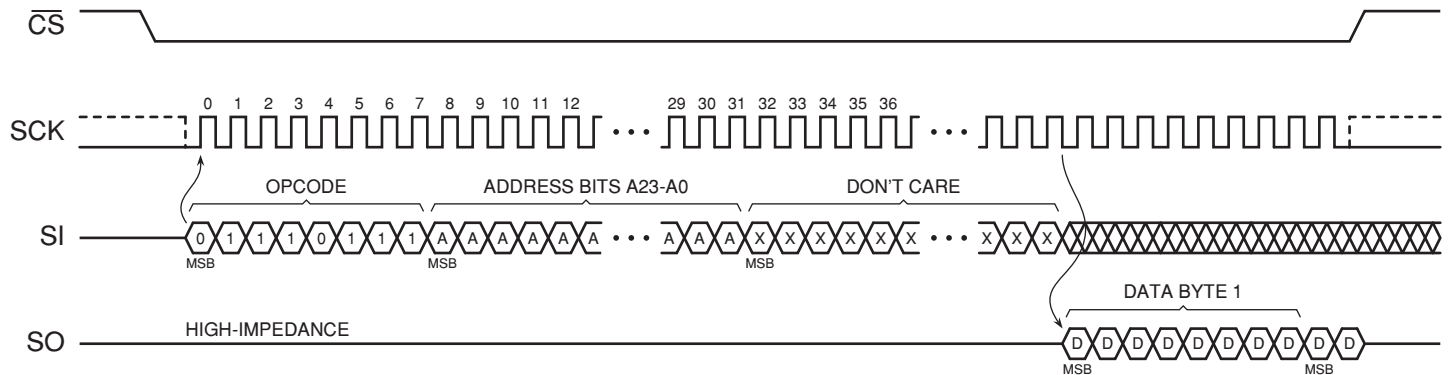 CS
0 1 2 3 4 5 6 7 8 9 10 11 12 29 30 31 32 33 34 35 36
SCK
OPCODE ADDRESS BITS A23-A0 DON'T CARE
SI 0 1 1 1 0 1 1 1 A A A A A A ••• A A A X X X X X X ••• X X X
MSB MSB MSB
DATA BYTE 1
HIGH-IMPEDANCE
SO D D D D D D D D D D
MSB MSB